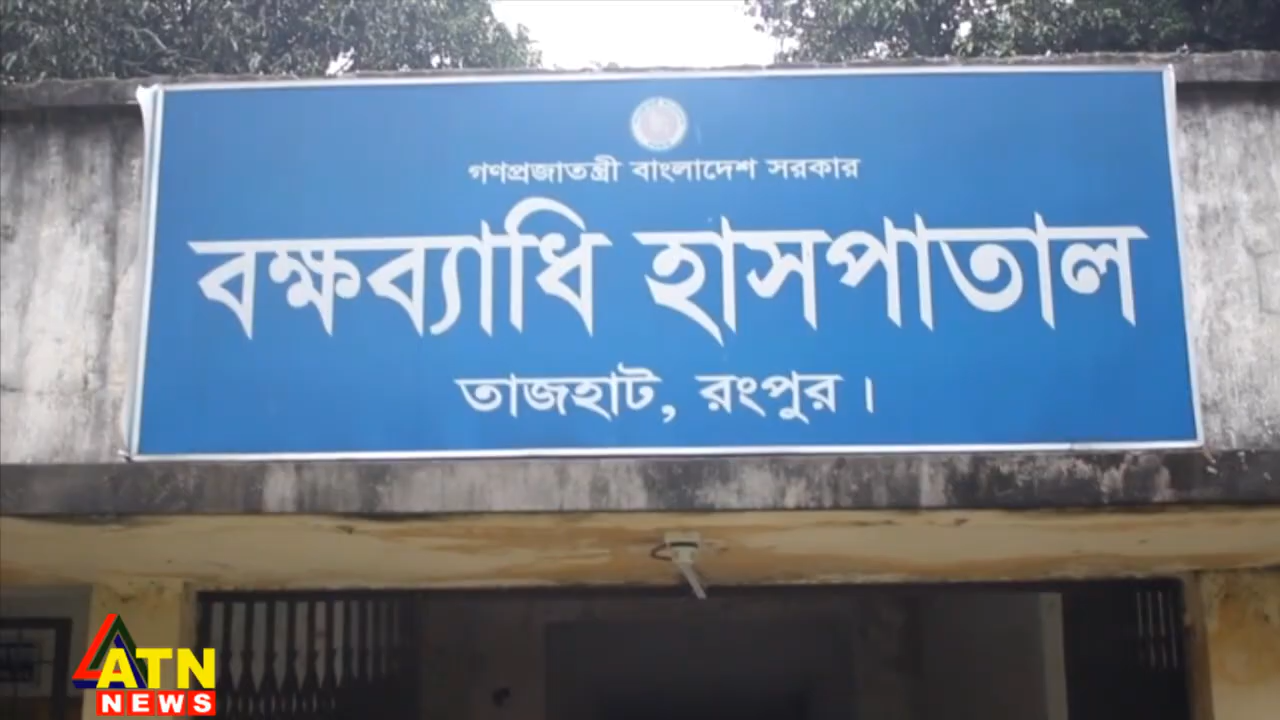 গণপ্রজাতন্ত্রী বাংলাদেশ সরকার
বক্ষব্যাধি হাসপাতাল
তাজহাট, রংপুর।
ATN
NEWS